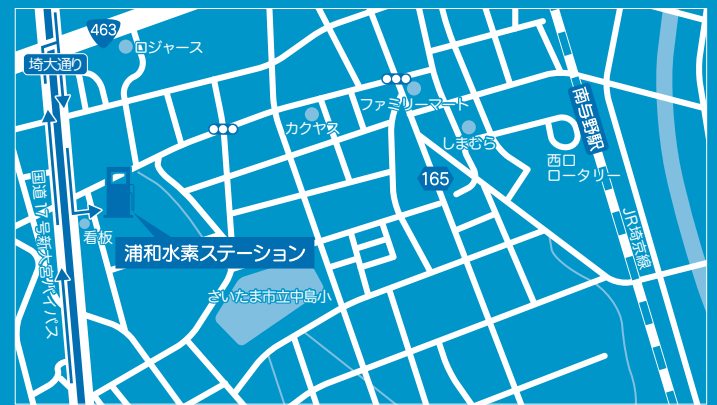 463
ロジャース
埼大通り
ファミリーマート
カクヤス
しまむら
南与野駅
西口
ロータリー
165
国道17号新大宮バイパス
看板
浦和水素ステーション
JR埼京線
さいたま市立中島小